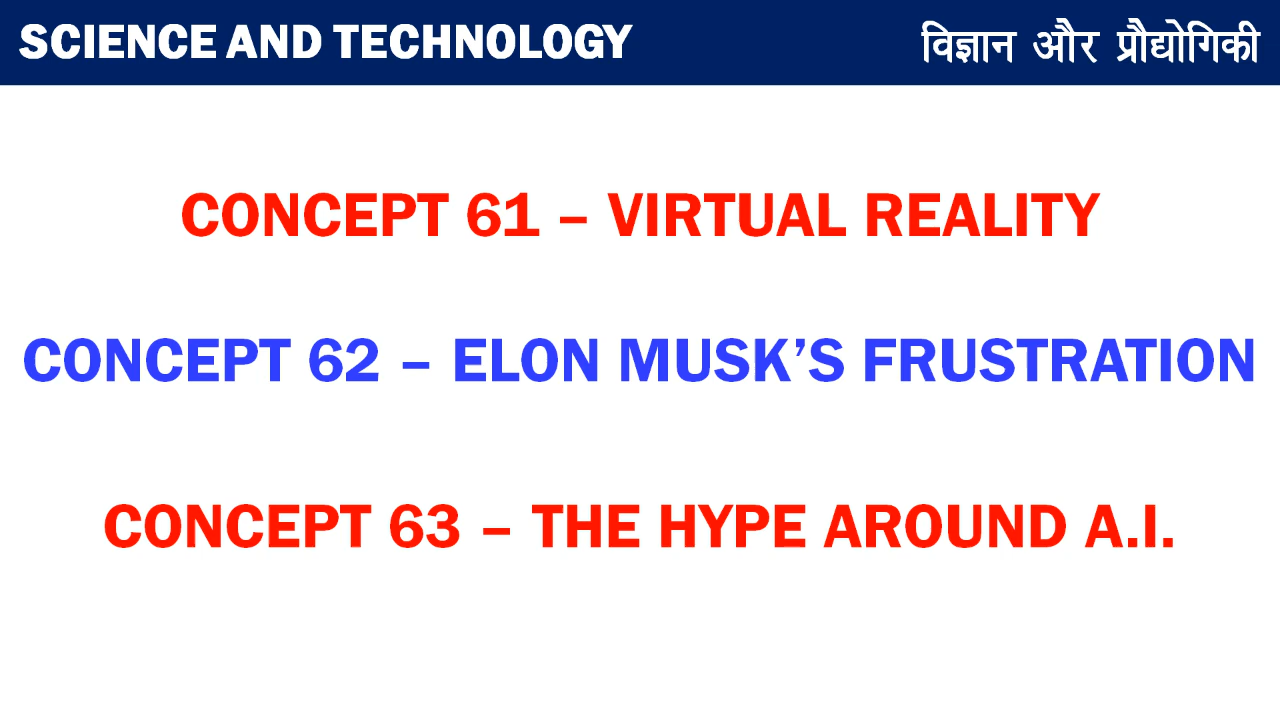 SCIENCE AND TECHNOLOGY
विज्ञान और प्रौद्योगिकी
CONCEPT 61 – VIRTUAL REALITY
CONCEPT 62 – ELON MUSK’S FRUSTRATION
CONCEPT 63 – THE HYPE AROUND A.I.